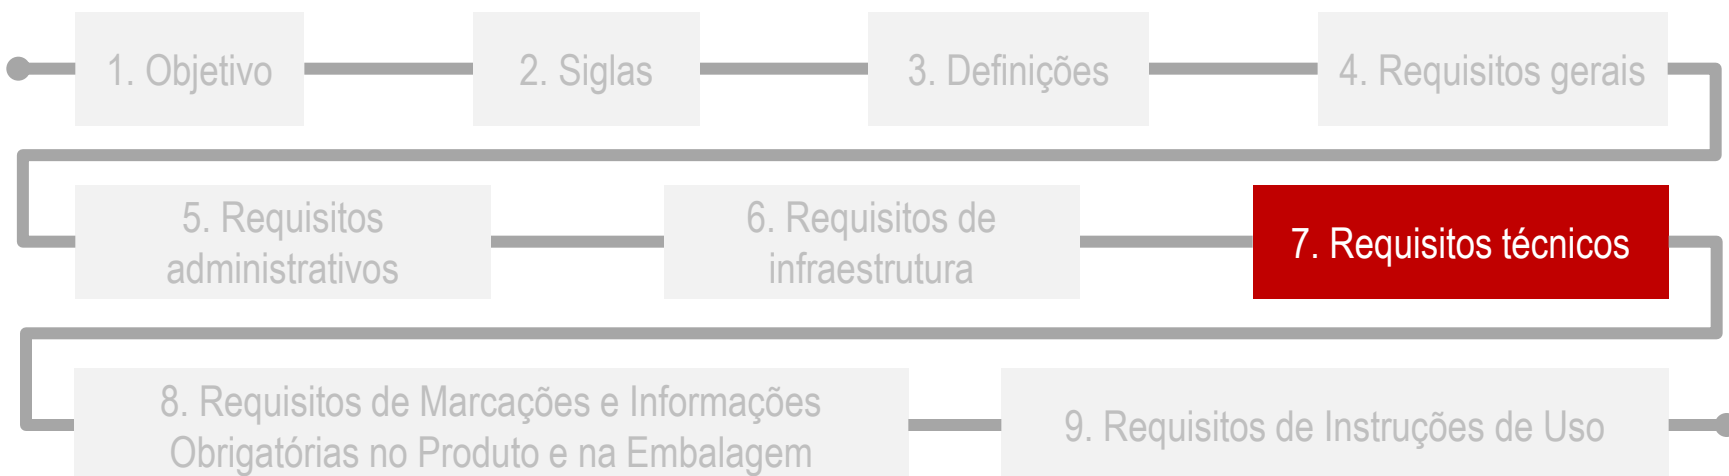 1. Objetivo
2. Siglas
3. Definições
4. Requisitos gerais
5. Requisitos
administrativos
6. Requisitos de
infraestrutura
7. Requisitos técnicos
8. Requisitos de Marcações e Informações
Obrigatórias no Produto e na Embalagem
9. Requisitos de Instruções de Uso